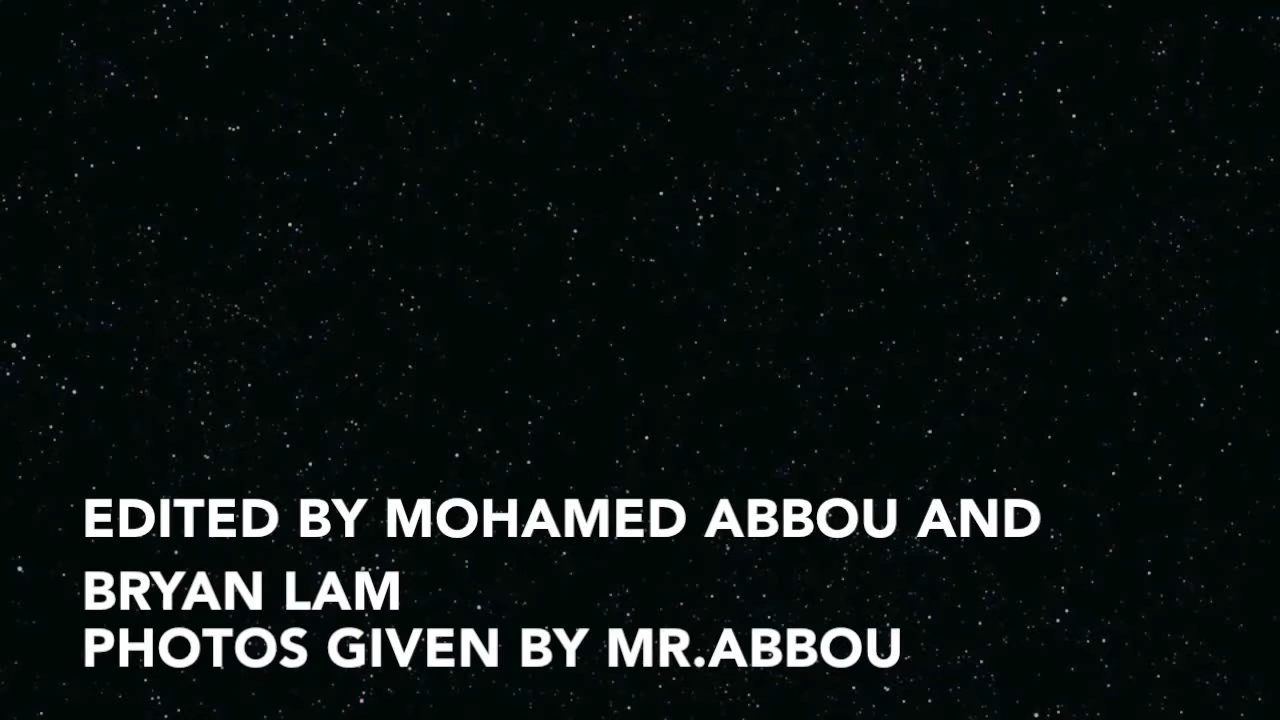 EDITED BY MOHAMED ABBOU AND
BRYAN LAM
PHOTOS GIVEN BY MR.ABBOU